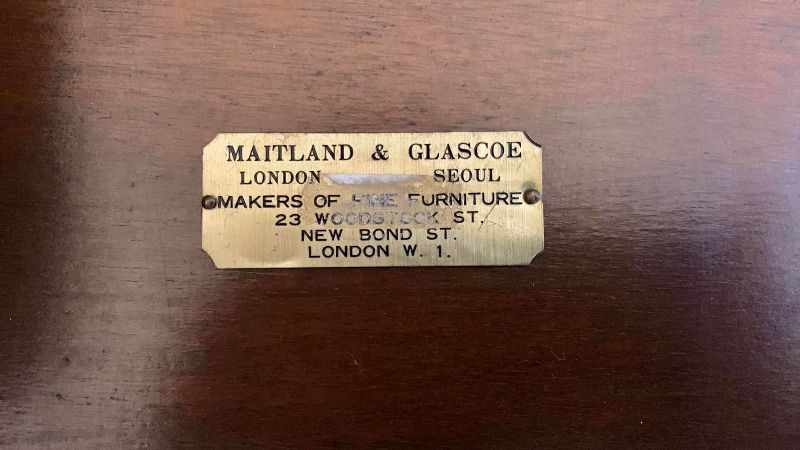 MAITLAND & GLASCOE
LONDON SEOUL
MAKERS OF FINE FURNITURE
23 WOODSTOCK ST.
NEW BOND ST.
LONDON W. 1.